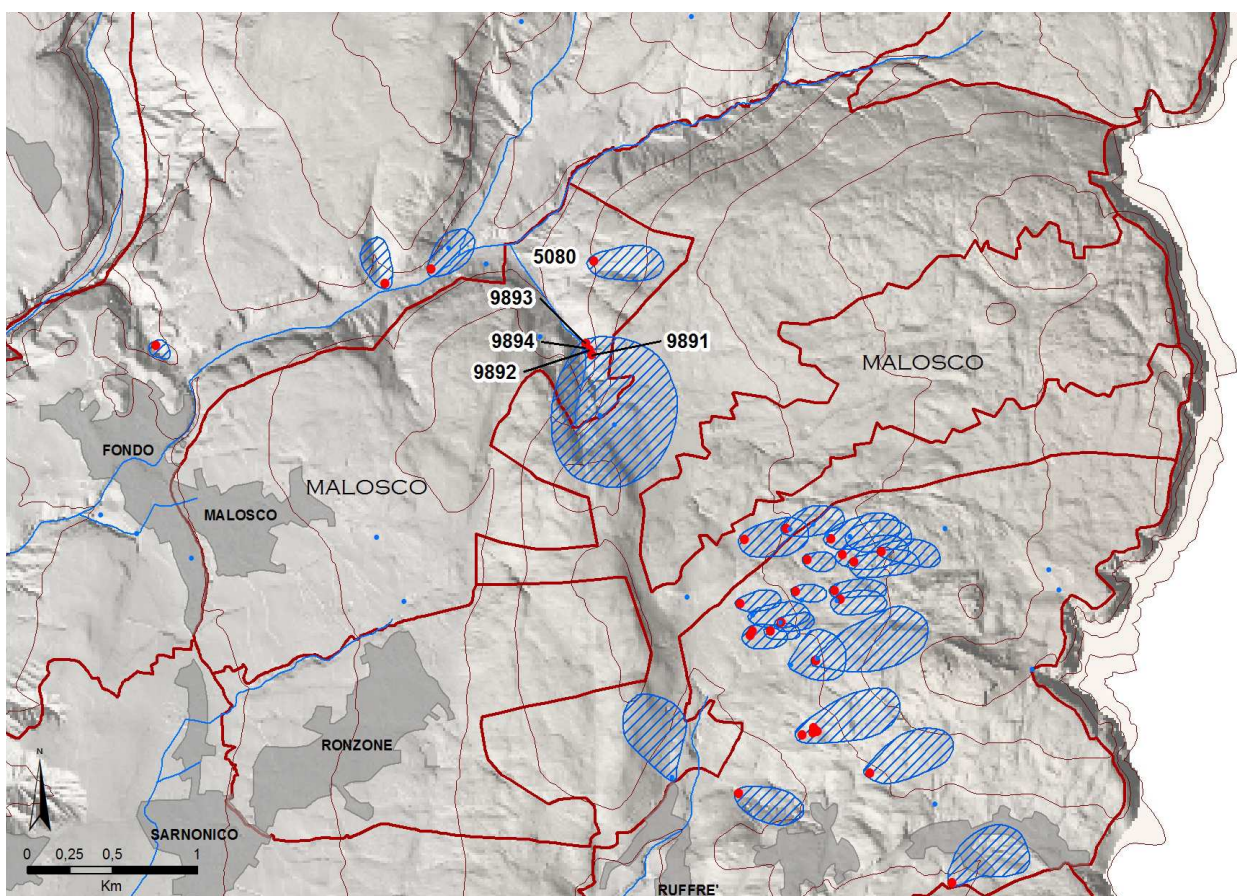 5080
9893
9894
9891
9892
MALOSCO
FONDO
MALOSCO
MALOSCO
RONZONE
N
SARNONICO
0 0,25 0,5 1
Km
RUFFRE'